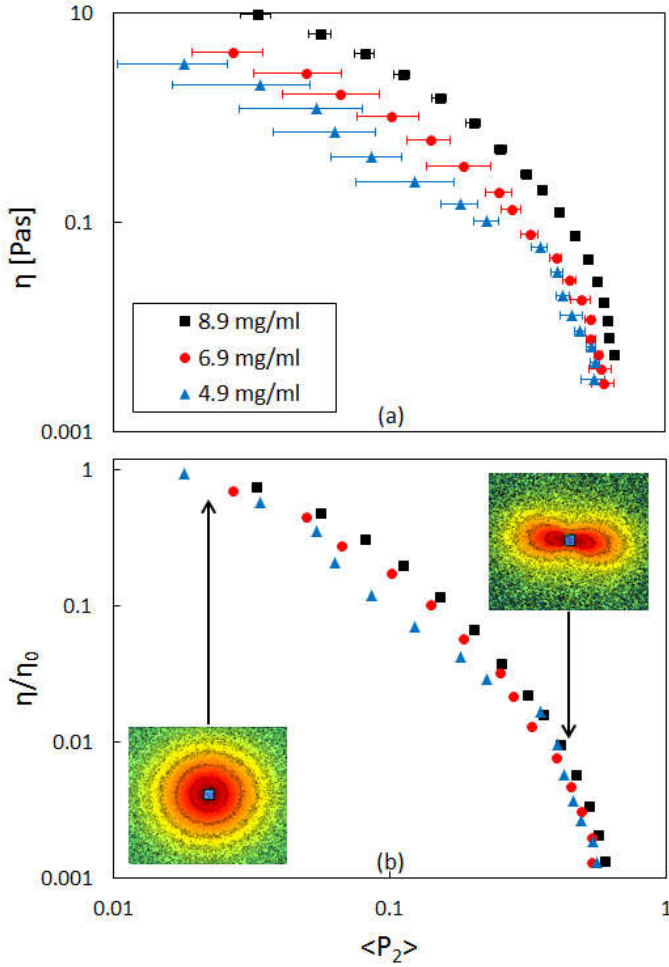 10
0.1
0.001
η [Pas]
8.9 mg/ml
6.9 mg/ml
4.9 mg/ml
(a)
1
0.1
0.01
0.001
η/η₀
(b)
0.01
0.1
1
<P₂>